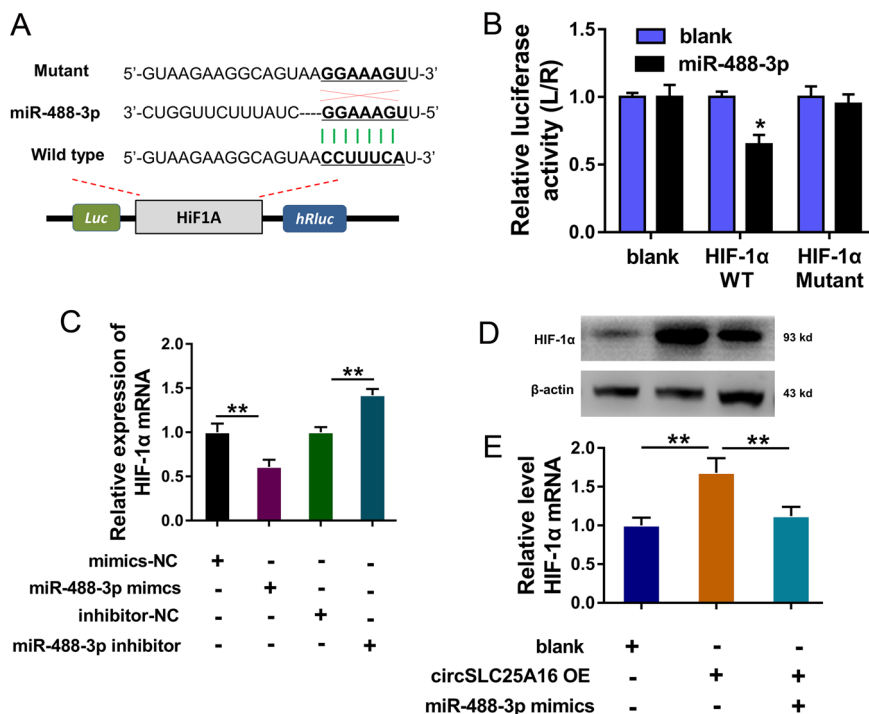 A
Mutant 5'-GUAAGAAGGCAGUAAGGAAAGUU-3'
miR-488-3p 3'-CUGGUUCUUUAUC----GGAAAGUU-5'
Wild type 5'-GUAAGAAGGCAGUAACCUUUCAU-3'
Luc HiF1A hRluc
B
Relative luciferase
activity (L/R)
1.5
1.0
0.5
0.0
blank
miR-488-3p
*
blank HIF-1α HIF-1α
WT Mutant
C
Relative expression of
HIF-1α mRNA
2.0
1.5
1.0
0.5
0.0
** **
mimics-NC + - - -
miR-488-3p mimcs - + - -
inhibitor-NC - - + -
miR-488-3p inhibitor - - - +
D
HIF-1α 93 kd
β-actin 43 kd
E
Relative level
HIF-1α mRNA
2.0
1.5
1.0
0.5
0.0
** **
blank + - -
circSLC25A16 OE - + +
miR-488-3p mimics - - +